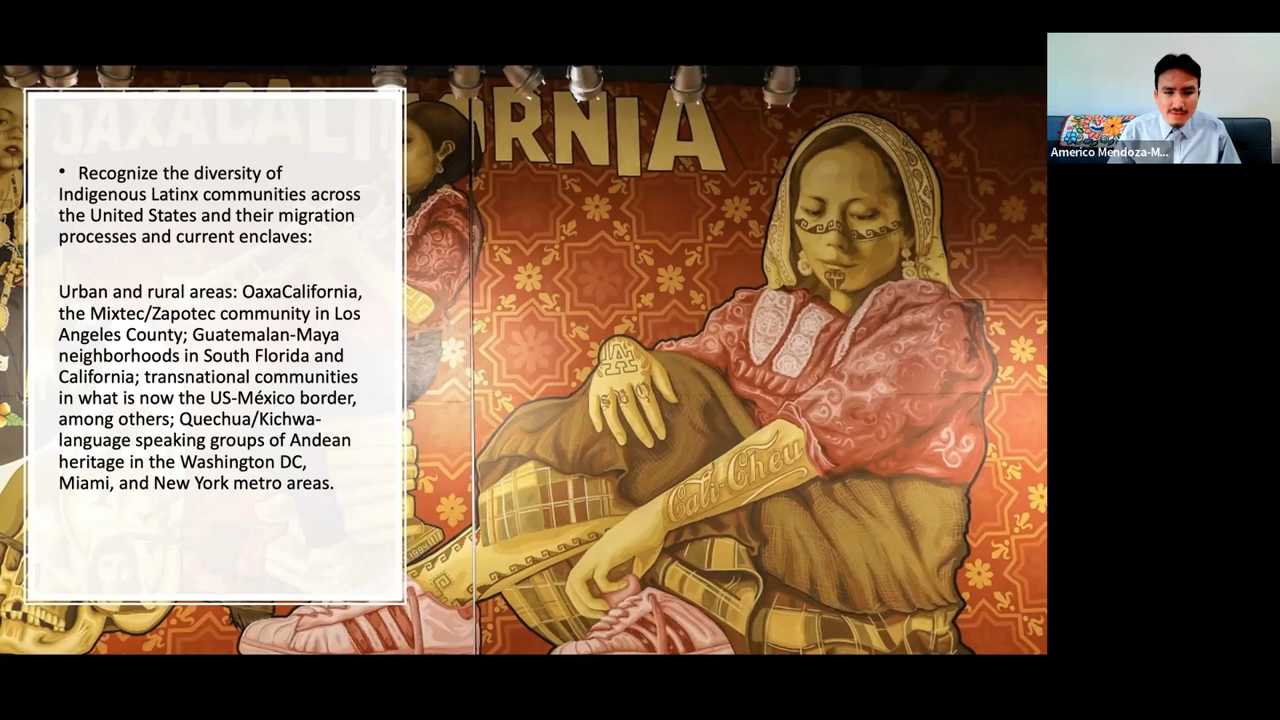 OAXACALIFORNIA
• Recognize the diversity of
Indigenous Latinx communities across
the United States and their migration
processes and current enclaves:
Urban and rural areas: OaxaCalifornia,
the Mixtec/Zapotec community in Los
Angeles County; Guatemalan-Maya
neighborhoods in South Florida and
California; transnational communities
in what is now the US-México border,
among others; Quechua/Kichwa-
language speaking groups of Andean
heritage in the Washington DC,
Miami, and New York metro areas.
LA
Cali-Cheu
Americo Mendoza-M...